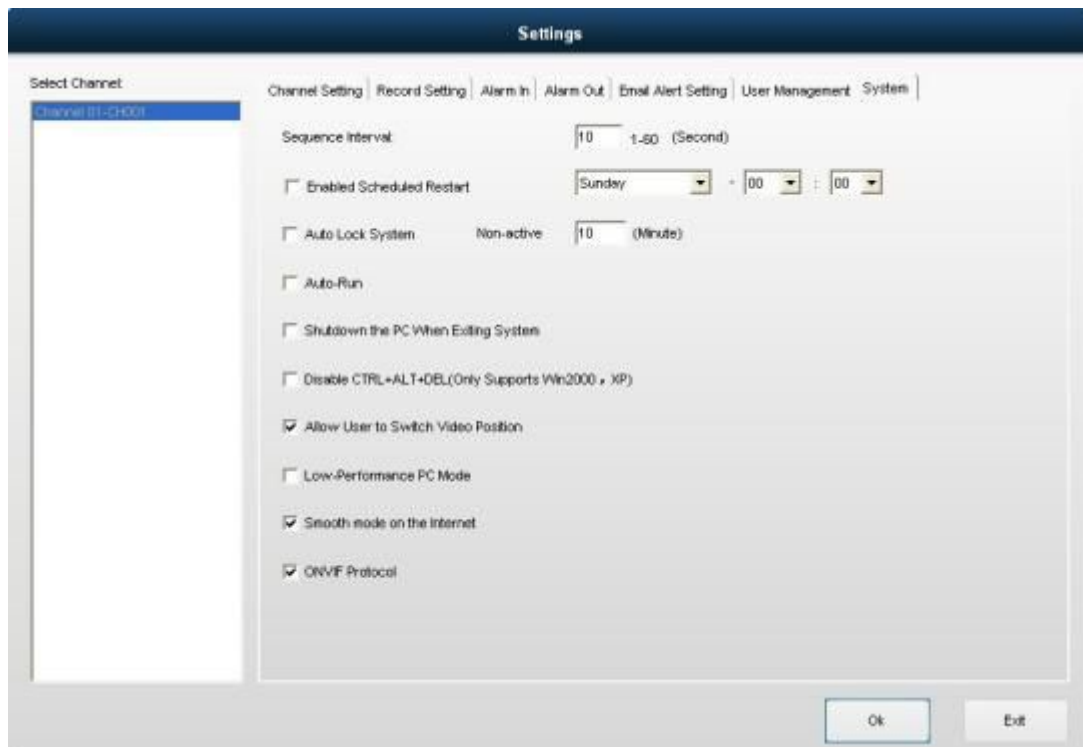 Settings
Select Channel
Channel 01-CH001
Channel Setting Record Setting Alarm In Alarm Out Email Alert Setting User Management System
Sequence Interval 10 1-60 (Second)
Enabled Scheduled Restart Sunday - 00 : 00
Auto Lock System Non-active 10 (Minute)
Auto-Run
Shutdown the PC When Exiting System
Disable CTRL+ALT+DEL(Only Supports Win2000，XP)
Allow User to Switch Video Position
Low-Performance PC Mode
Smooth mode on the Internet
ONVIF Protocol
Ok Exit